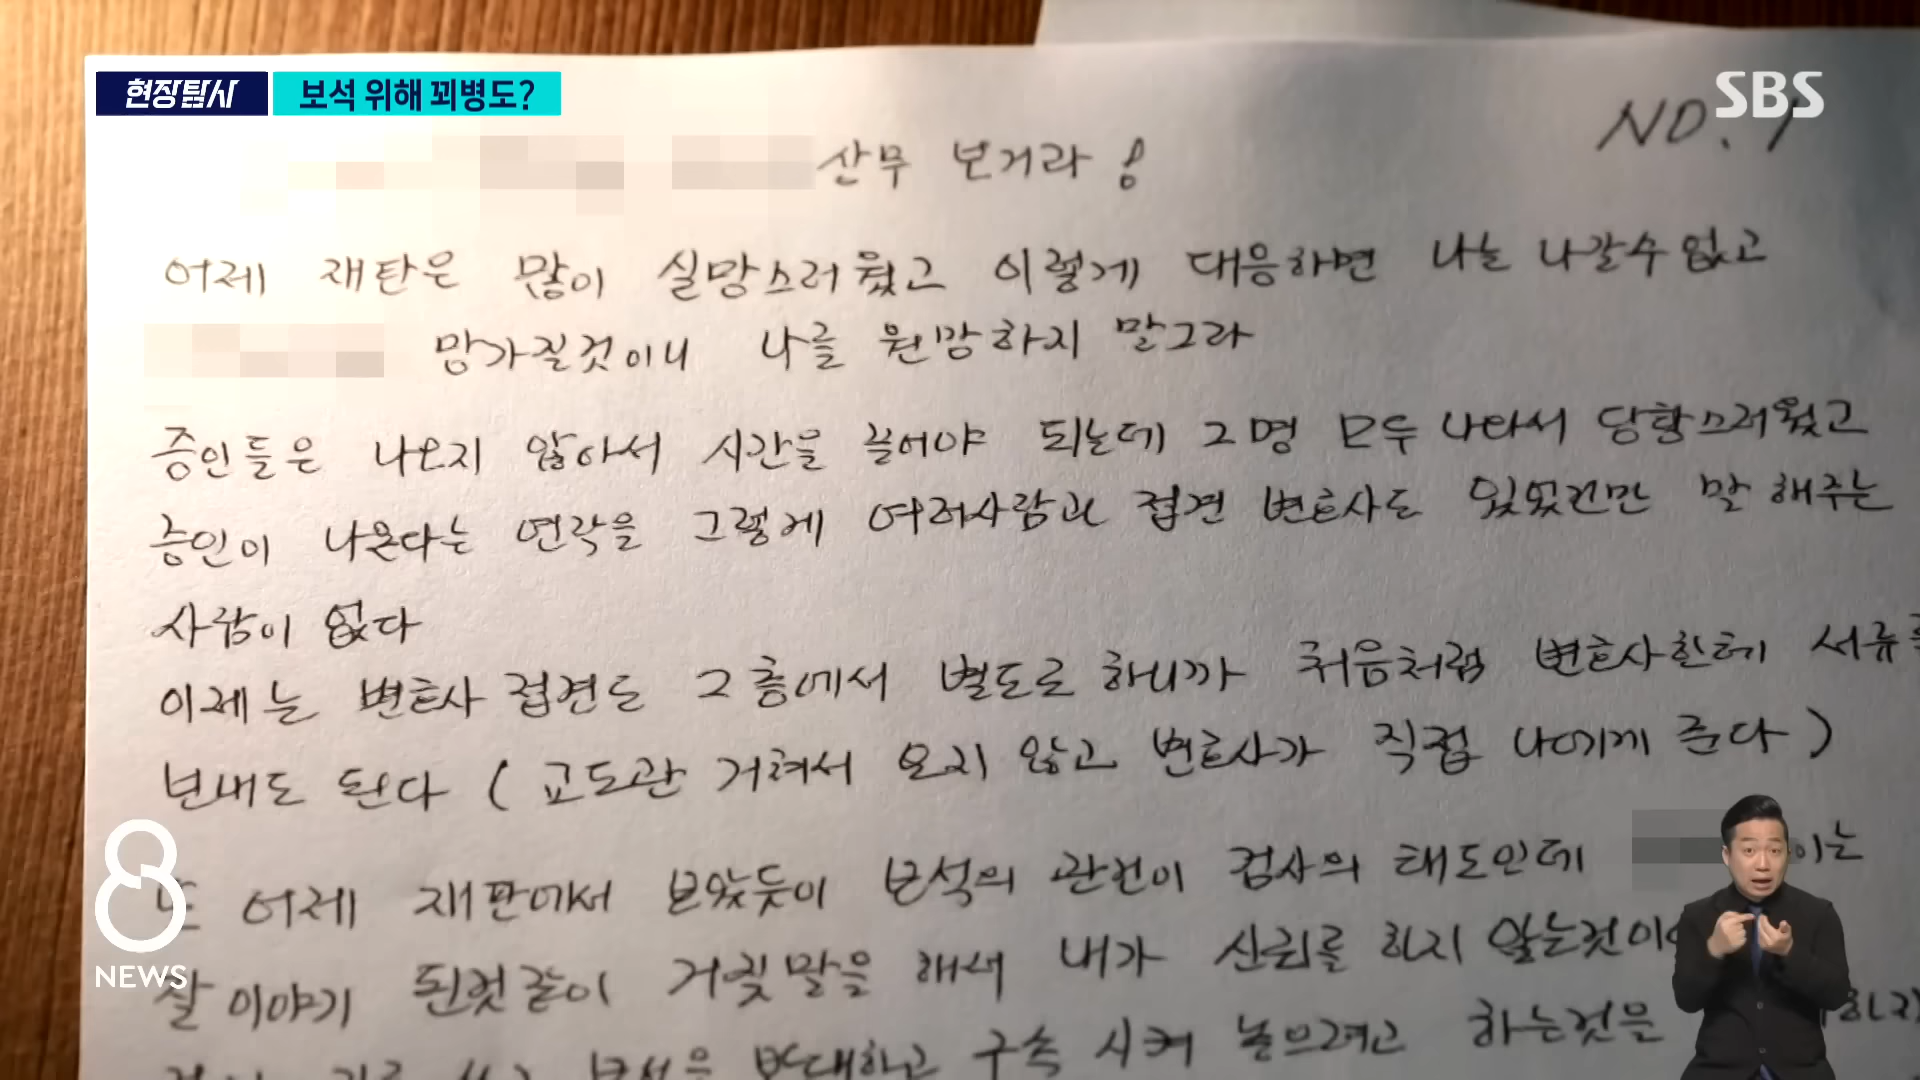 현장탐사 보석 위해 꾀병도?
SBS
NO. 1
산무 보거라 !
어제 재탄은 많이 실망스러웠고 이렇게 대응하면 나는 나갈수 없고
망가질것이니 나를 원망하지 말그라
증인들은 나오지 않아서 시간을 끌어야 되는데 2명 모두 나타서 당황스러웠고
증인이 나온다는 연락을 그렇게 여러사람과 접견 변호사도 있었건만 말 해주는
사람이 없다
이제는 변호사 접견도 2층에서 별도로 하니까 처음처럼 변호사한테 서류를
보내도 된다 ( 교도관 거쳐서 오지 않고 변호사가 직접 나에게 준다 )
또 어제 재판에서 보았듯이 보석의 관건이 검사의 태도인데 이는
잘 이야기 된것같이 거짓말을 해서 내가 신뢰를 하지 않는것이
보석을 반대하고 구속 시켜 놓으려고 하는것을
8
NEWS